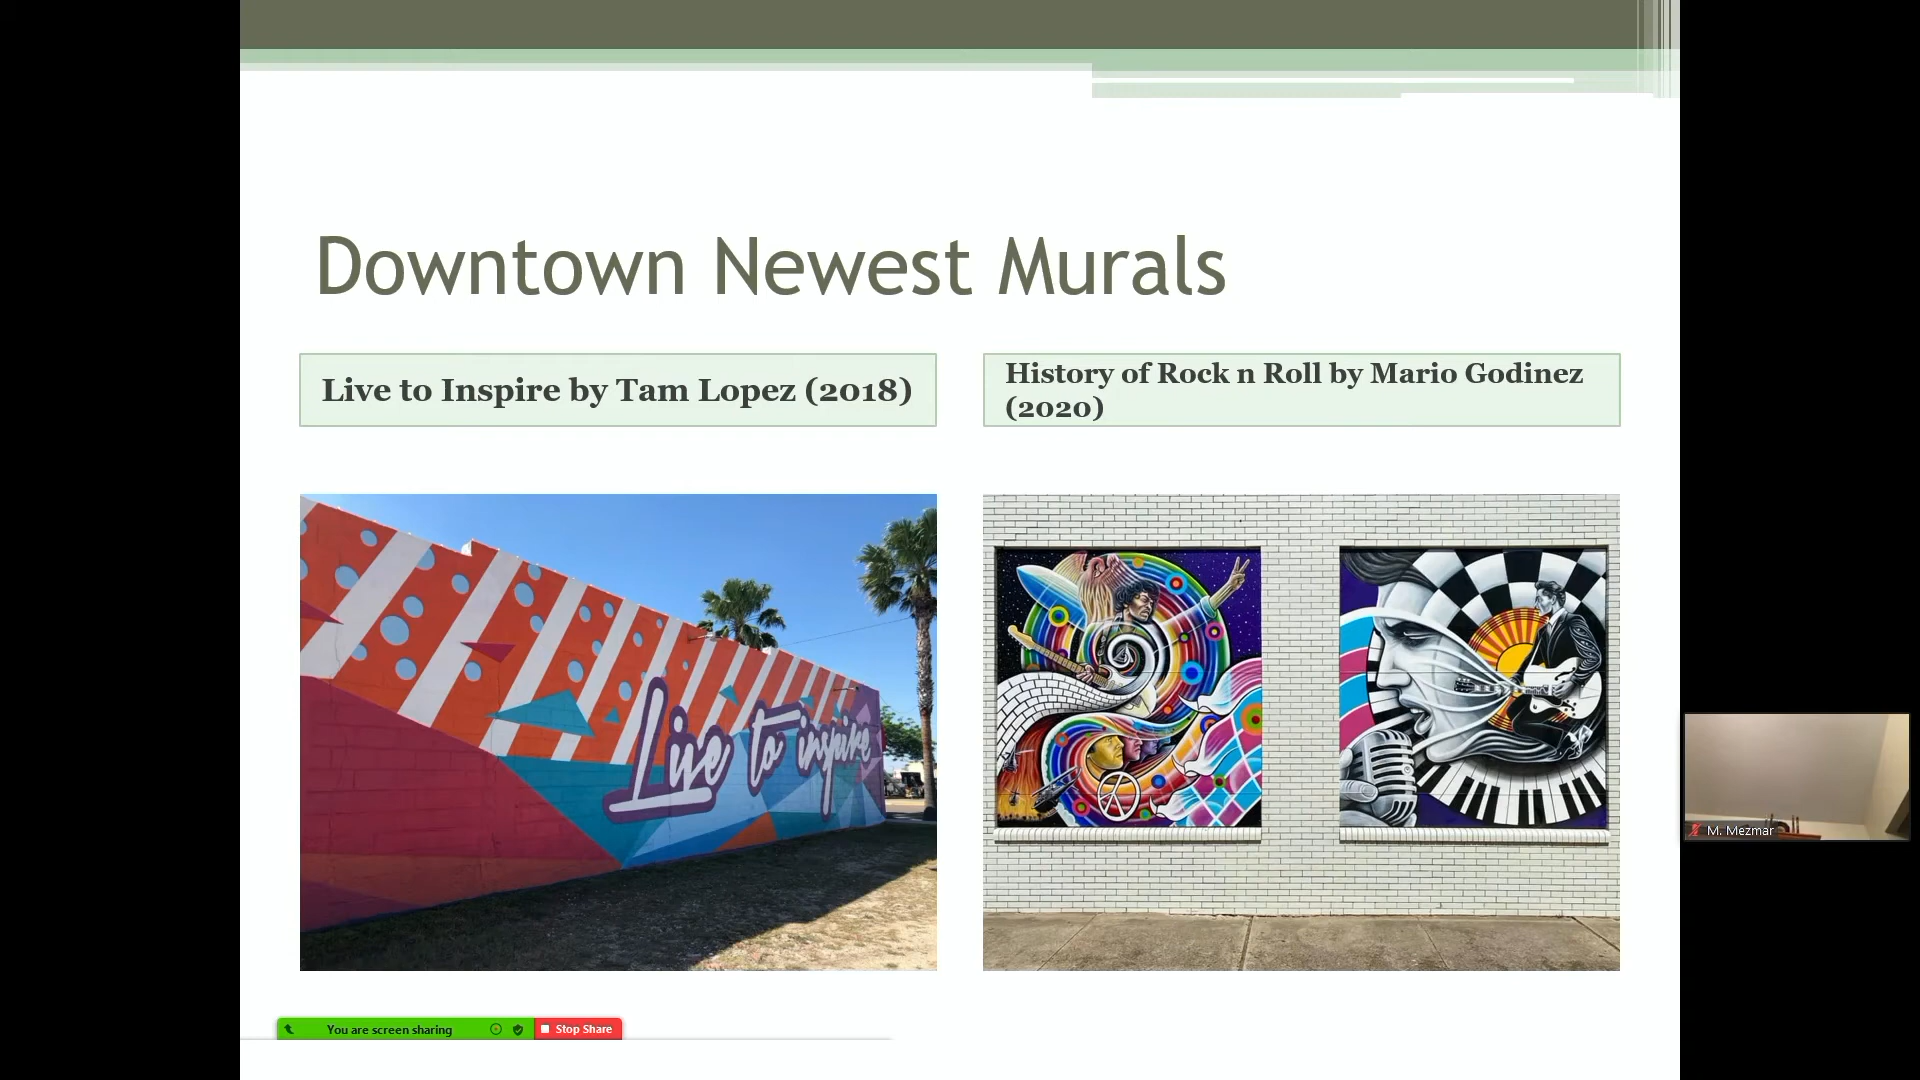 Downtown Newest Murals
Live to Inspire by Tam Lopez (2018)
History of Rock n Roll by Mario Godinez
(2020)
Live to inspire
M. Mezmar
You are screen sharing
Stop Share